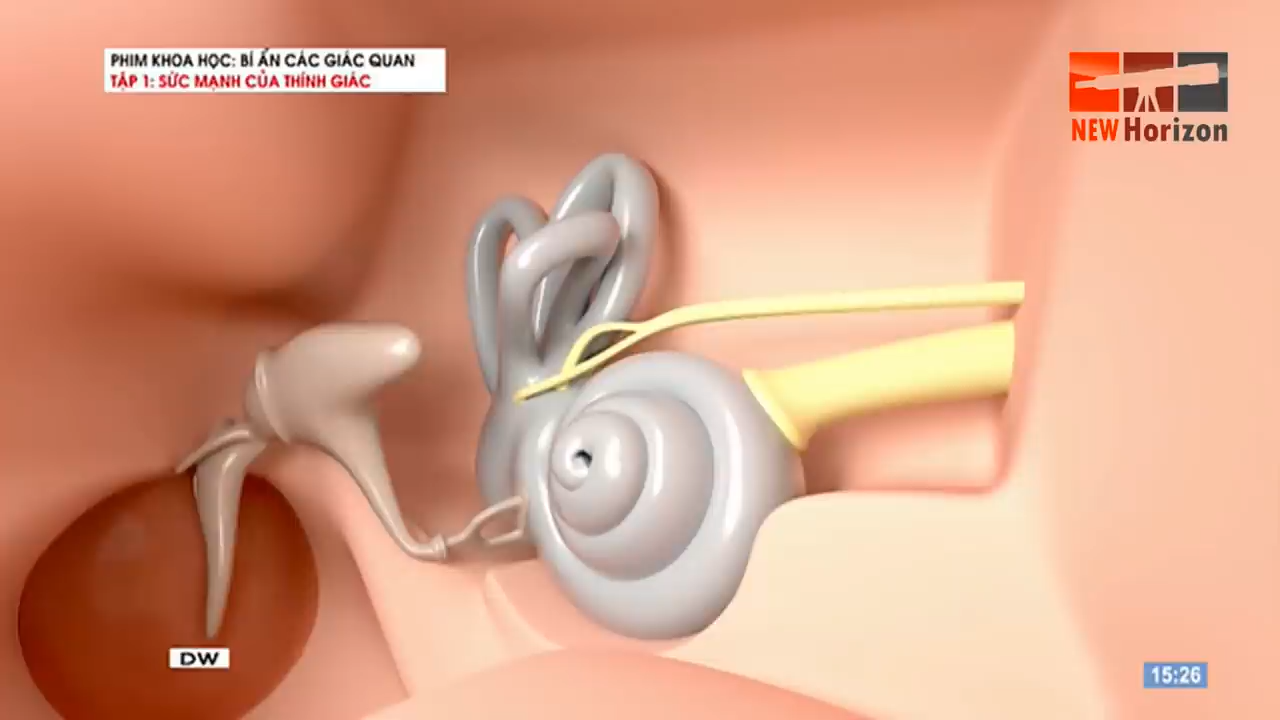 PHIM KHOA HỌC: BÍ ẨN CÁC GIÁC QUAN
TẬP 1: SỨC MẠNH CỦA THÍNH GIÁC
NEW Horizon
DW
15:26